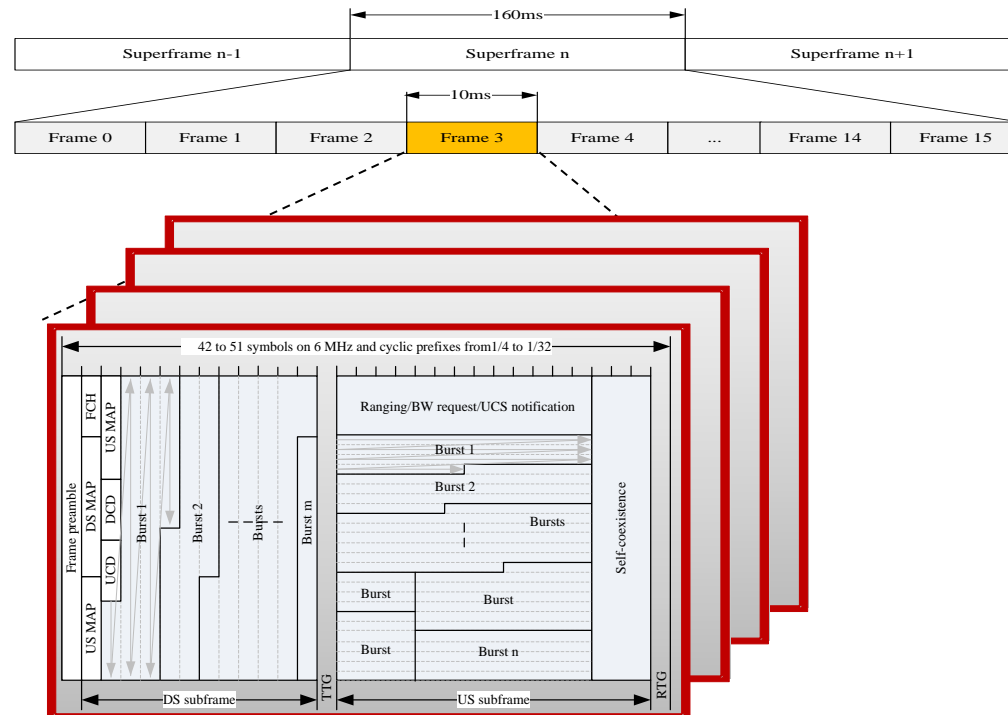 160ms
Superframe n-1
Superframe n
Superframe n+1
10ms
Frame 0
Frame 1
Frame 2
Frame 3
Frame 4
...
Frame 14
Frame 15
42 to 51 symbols on 6 MHz and cyclic prefixes from1/4 to 1/32
Frame preamble
FCH
DS MAP
US MAP
US MAP
DCD
UCD
Burst 1
Burst 2
Bursts
Burst m
TTG
Ranging/BW request/UCS notification
Burst 1
Burst 2
Bursts
Burst
Burst
Burst
Burst n
Self-coexistence
RTG
DS subframe
US subframe